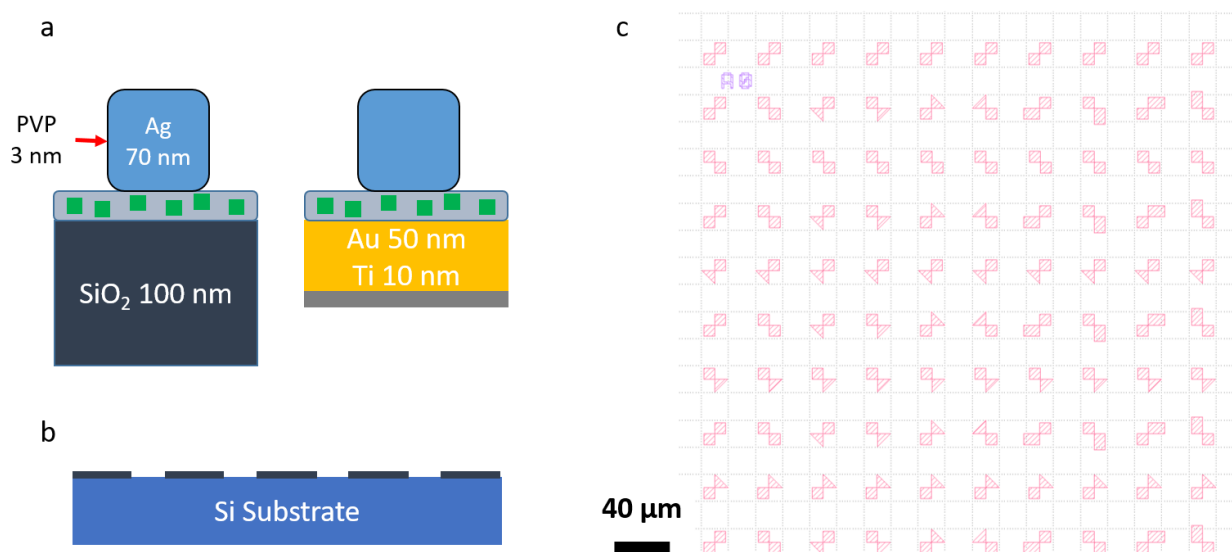 a
PVP
3 nm
Ag
70 nm
SiO₂ 100 nm
Au 50 nm
Ti 10 nm
b
Si Substrate
c
A0
40 μm